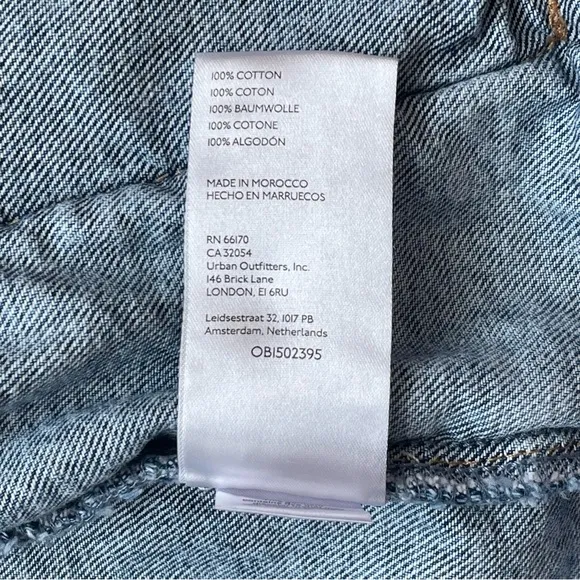 100% COTTON
100% COTON
100% BAUMWOLLE
100% COTONE
100% ALGODÓN
MADE IN MOROCCO
HECHO EN MARRUECOS
RN 66170
CA 32054
Urban Outfitters, Inc.
146 Brick Lane
LONDON, E1 6RU
Leidsestraat 32, 1017 PB
Amsterdam, Netherlands
OB1502395